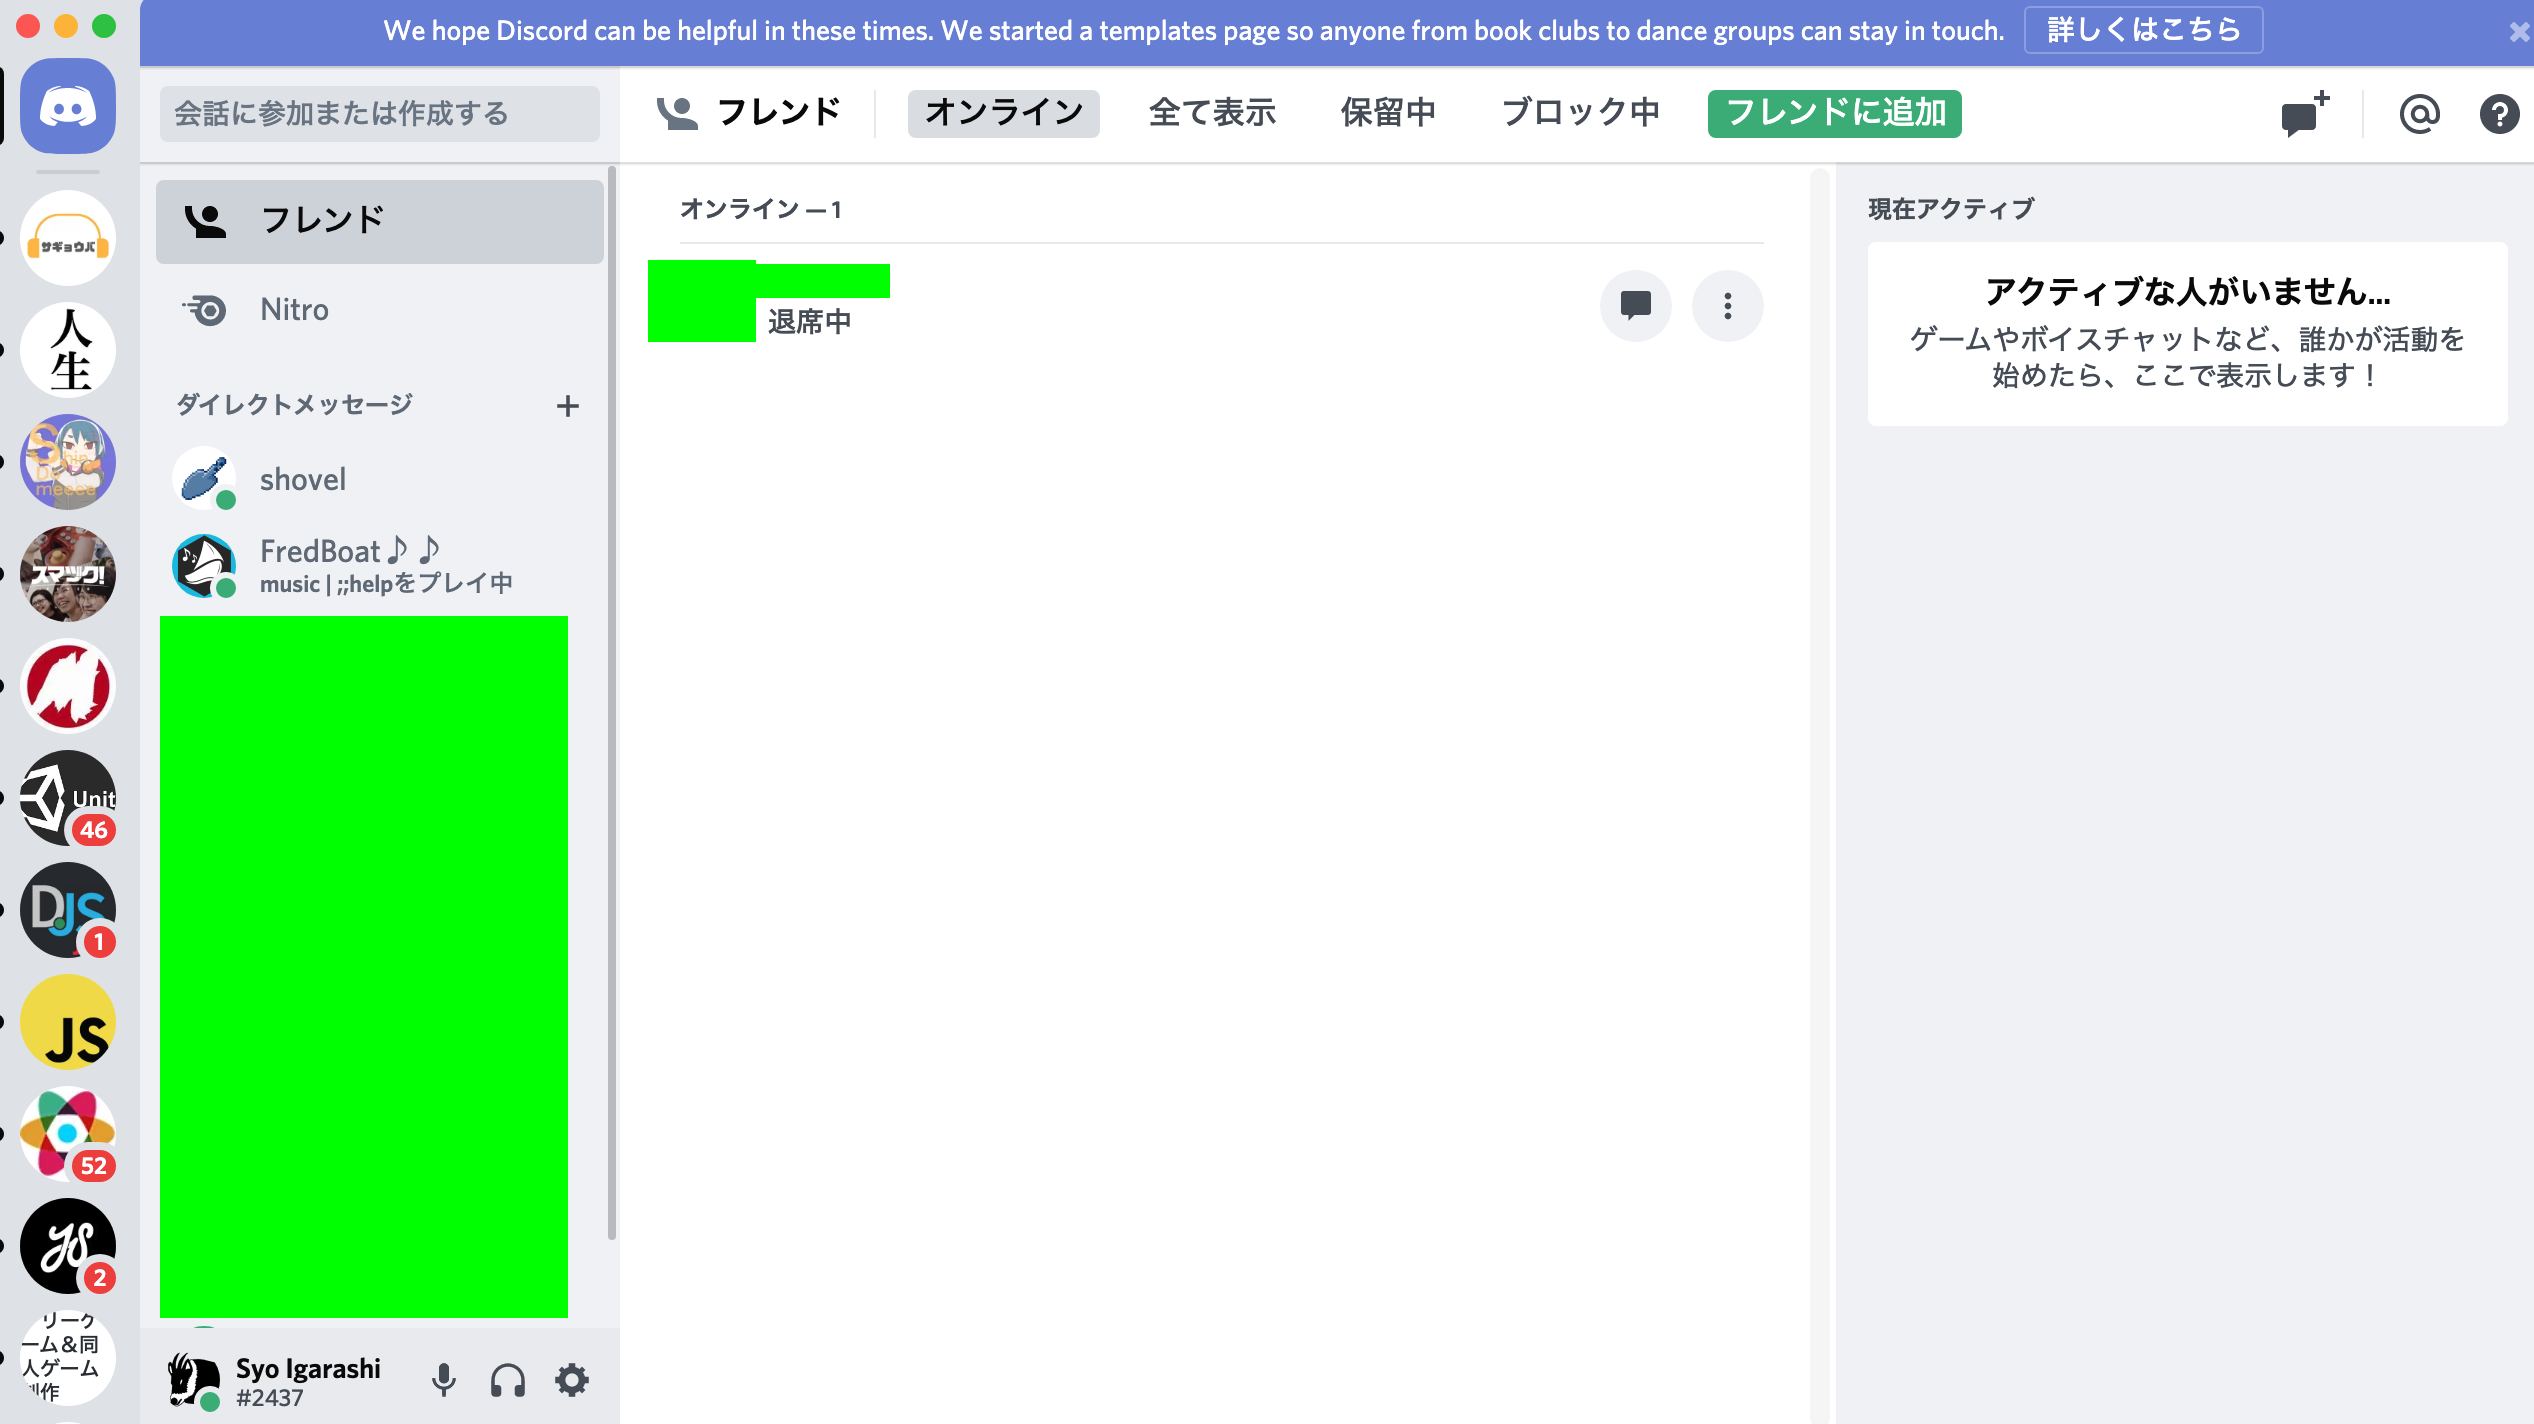 We hope Discord can be helpful in these times. We started a templates page so anyone from book clubs to dance groups can stay in touch.
詳しくはこちら
会話に参加または作成する
フレンド
オンライン
全て表示
保留中
ブロック中
フレンドに追加
サギョウバ
人生
スマック!
Unit
46
DJS
1
JS
52
JS
2
リーク
ーム＆同
人ゲーム
制作
フレンド
Nitro
ダイレクトメッセージ
shovel
FredBoat♪♪
music | ;;helpをプレイ中
Syo Igarashi
#2437
オンライン — 1
退席中
現在アクティブ
アクティブな人がいません...
ゲームやボイスチャットなど、誰かが活動を
始めたら、ここで表示します！